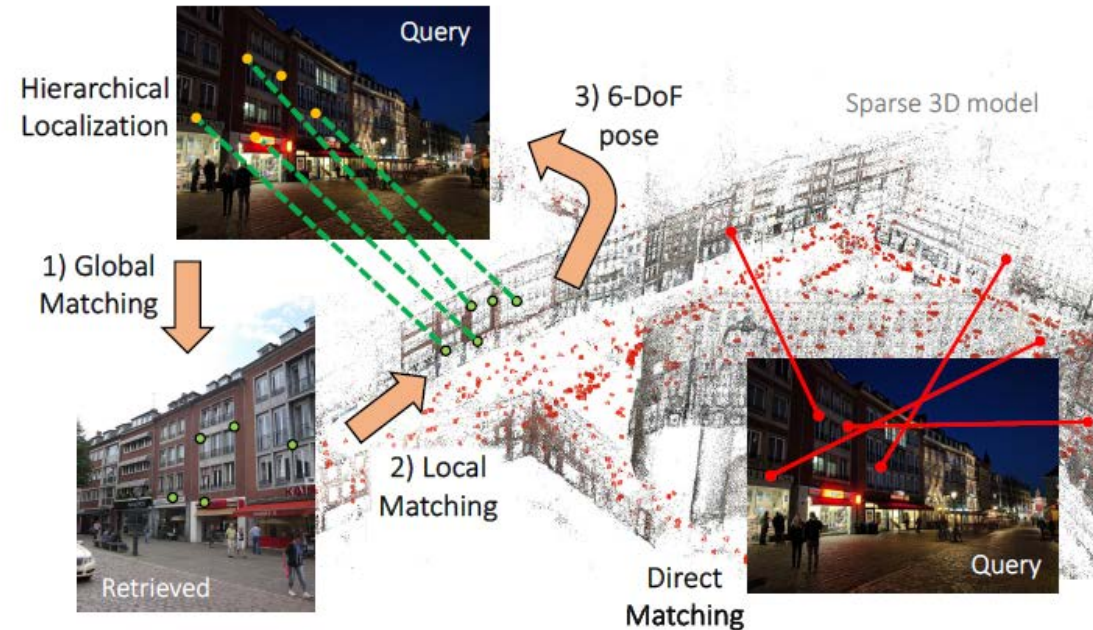 Query
Hierarchical
Localization
3) 6-DoF
pose
Sparse 3D model
1) Global
Matching
2) Local
Matching
Retrieved
Direct
Matching
Query